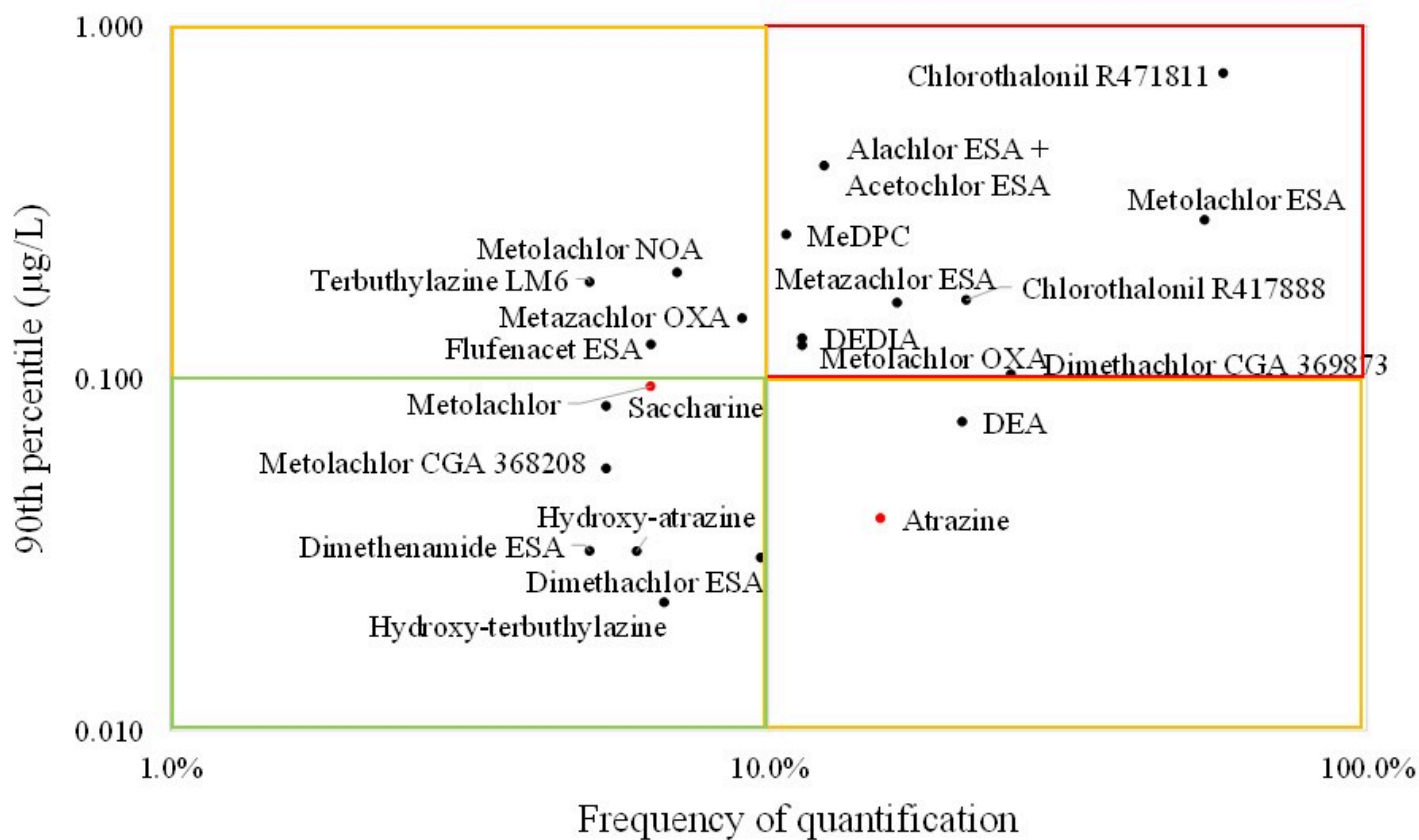 1.000
Chlorothalonil R471811
Alachlor ESA +
Acetochlor ESA
Metolachlor ESA
MeDPC
Metolachlor NOA
Terbuthylazine LM6
Metazachlor ESA
Chlorothalonil R417888
Metazachlor OXA
DEDIA
Flufenacet ESA
Metolachlor OXA
Dimethachlor CGA 369873
0.100
Metolachlor
Saccharine
DEA
Metolachlor CGA 368208
Hydroxy-atrazine
Atrazine
Dimethenamide ESA
Dimethachlor ESA
Hydroxy-terbuthylazine
0.010
1.0%
10.0%
100.0%
90th percentile (µg/L)
Frequency of quantification